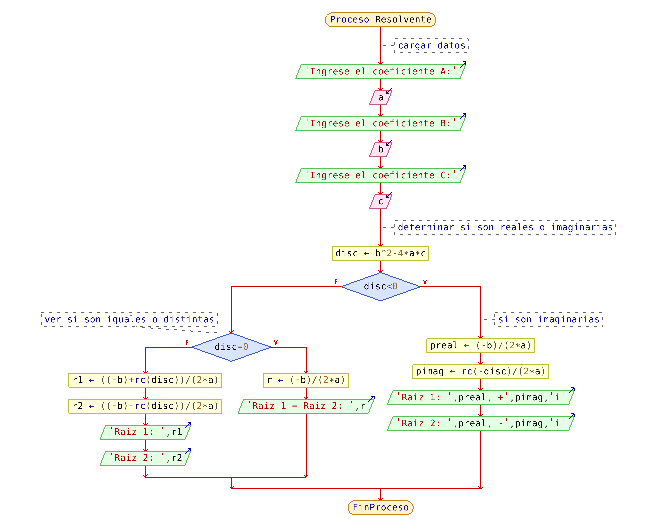 Proceso Resolvente
cargar datos
'Ingrese el coeficiente A:'
a
'Ingrese el coeficiente B:'
b
'Ingrese el coeficiente C:'
c
determinar si son reales o imaginarias
disc ← b^2-4*a*c
F
disc<0
V
ver si son iguales o distintas
si son imaginarias
F
disc=0
V
preal ← (-b)/(2*a)
pimag ← rc(-disc)/(2*a)
r1 ← ((-b)+rc(disc))/(2*a)
r ← (-b)/(2*a)
'Raiz 1: ',preal,'+',pimag,'i
r2 ← ((-b)-rc(disc))/(2*a)
'Raiz 1 = Raiz 2: ',r
'Raiz 2: ',preal,'-',pimag,'i
'Raiz 1: ',r1
'Raiz 2: ',r2
FinProceso